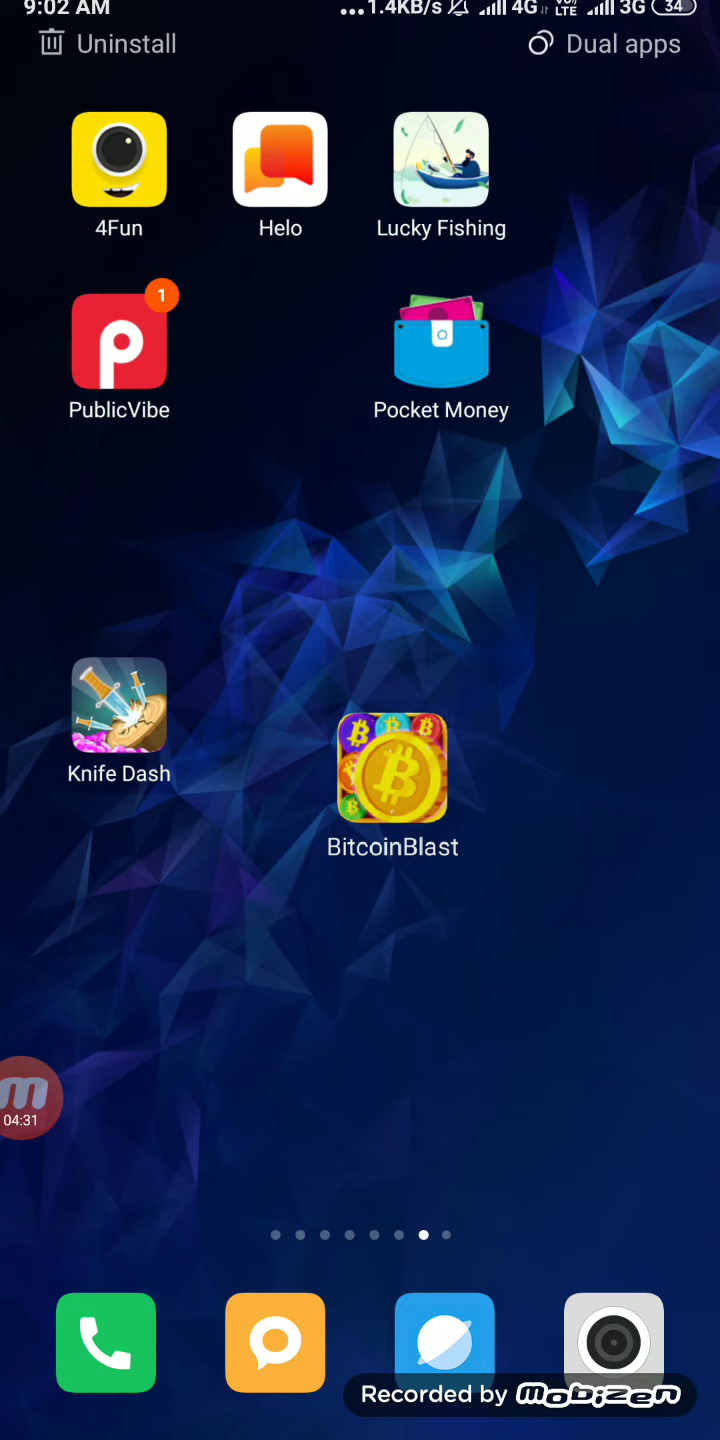 9:02 AM ...1.4KB/s 4G VoLTE 3G 34
Uninstall Dual apps
4Fun Helo Lucky Fishing
1
PublicVibe Pocket Money
Knife Dash
BitcoinBlast
m
04:31
Recorded by mobizen